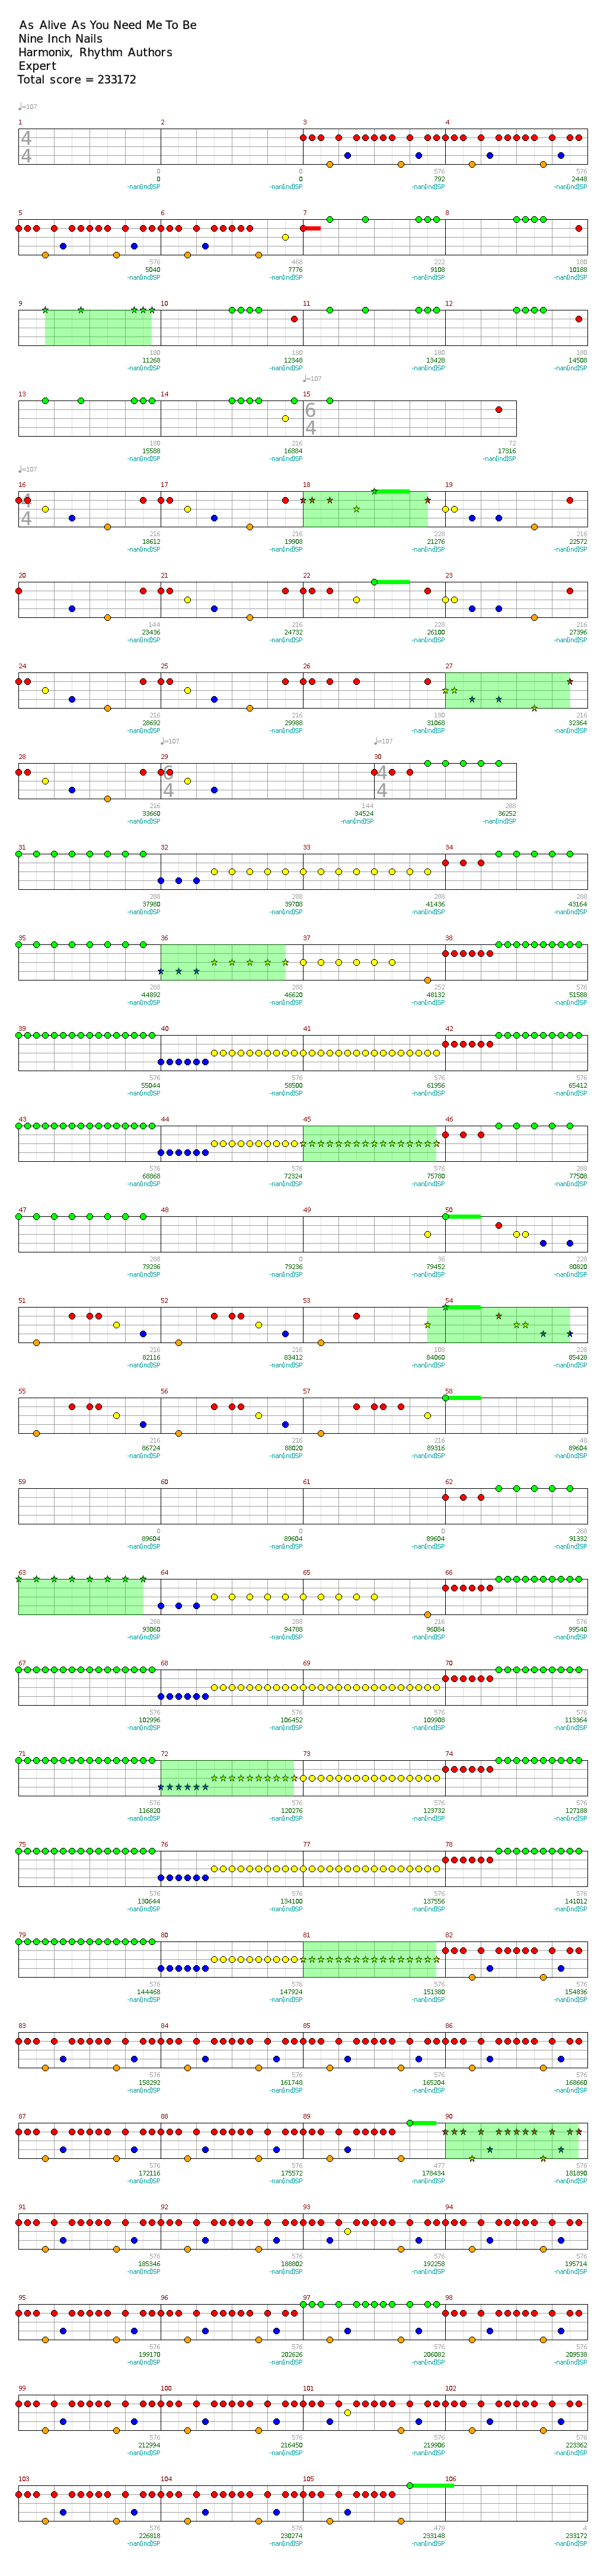 As Alive As You Need Me To Be
Nine Inch Nails
Harmonix, Rhythm Authors
Expert
Total score = 233172
♩=107
1 2 3 4
4
4
0 0 576 576
0 0 792 2448
-nan(ind)SP -nan(ind)SP -nan(ind)SP -nan(ind)SP
5 6 7 8
576 468 222 180
5040 7776 9108 10188
-nan(ind)SP -nan(ind)SP -nan(ind)SP -nan(ind)SP
9 10 11 12
180 180 180 180
11268 12348 13428 14508
-nan(ind)SP -nan(ind)SP -nan(ind)SP -nan(ind)SP
♩=107
13 14 15
6
4
180 216 72
15588 16884 17316
-nan(ind)SP -nan(ind)SP -nan(ind)SP
♩=107
16 17 18 19
4
4
216 216 228 216
18612 19908 21276 22572
-nan(ind)SP -nan(ind)SP -nan(ind)SP -nan(ind)SP
20 21 22 23
144 216 228 216
23436 24732 26100 27396
-nan(ind)SP -nan(ind)SP -nan(ind)SP -nan(ind)SP
24 25 26 27
216 216 180 216
28692 29988 31068 32364
-nan(ind)SP -nan(ind)SP -nan(ind)SP -nan(ind)SP
♩=107 ♩=107
28 29 30
6 4
4 4
216 144 288
33660 34524 36252
-nan(ind)SP -nan(ind)SP -nan(ind)SP
31 32 33 34
288 288 288 288
37980 39708 41436 43164
-nan(ind)SP -nan(ind)SP -nan(ind)SP -nan(ind)SP
35 36 37 38
288 288 252 576
44892 46620 48132 51588
-nan(ind)SP -nan(ind)SP -nan(ind)SP -nan(ind)SP
39 40 41 42
576 576 576 576
55044 58500 61956 65412
-nan(ind)SP -nan(ind)SP -nan(ind)SP -nan(ind)SP
43 44 45 46
576 576 576 288
68868 72324 75780 77508
-nan(ind)SP -nan(ind)SP -nan(ind)SP -nan(ind)SP
47 48 49 50
288 0 36 228
79236 79236 79452 80820
-nan(ind)SP -nan(ind)SP -nan(ind)SP -nan(ind)SP
51 52 53 54
216 216 108 228
82116 83412 84060 85428
-nan(ind)SP -nan(ind)SP -nan(ind)SP -nan(ind)SP
55 56 57 58
216 216 216 48
86724 88020 89316 89604
-nan(ind)SP -nan(ind)SP -nan(ind)SP -nan(ind)SP
59 60 61 62
0 0 0 288
89604 89604 89604 91332
-nan(ind)SP -nan(ind)SP -nan(ind)SP -nan(ind)SP
63 64 65 66
288 288 216 576
93060 94788 96084 99540
-nan(ind)SP -nan(ind)SP -nan(ind)SP -nan(ind)SP
67 68 69 70
576 576 576 576
102996 106452 109908 113364
-nan(ind)SP -nan(ind)SP -nan(ind)SP -nan(ind)SP
71 72 73 74
576 576 576 576
116820 120276 123732 127188
-nan(ind)SP -nan(ind)SP -nan(ind)SP -nan(ind)SP
75 76 77 78
576 576 576 576
130644 134100 137556 141012
-nan(ind)SP -nan(ind)SP -nan(ind)SP -nan(ind)SP
79 80 81 82
576 576 576 576
144468 147924 151380 154836
-nan(ind)SP -nan(ind)SP -nan(ind)SP -nan(ind)SP
83 84 85 86
576 576 576 576
158292 161748 165204 168660
-nan(ind)SP -nan(ind)SP -nan(ind)SP -nan(ind)SP
87 88 89 90
576 576 477 576
172116 175572 178434 181890
-nan(ind)SP -nan(ind)SP -nan(ind)SP -nan(ind)SP
91 92 93 94
576 576 576 576
185346 188802 192258 195714
-nan(ind)SP -nan(ind)SP -nan(ind)SP -nan(ind)SP
95 96 97 98
576 576 576 576
199170 202626 206082 209538
-nan(ind)SP -nan(ind)SP -nan(ind)SP -nan(ind)SP
99 100 101 102
576 576 576 576
212994 216450 219906 223362
-nan(ind)SP -nan(ind)SP -nan(ind)SP -nan(ind)SP
103 104 105 106
576 576 479 4
226818 230274 233148 233172
-nan(ind)SP -nan(ind)SP -nan(ind)SP -nan(ind)SP